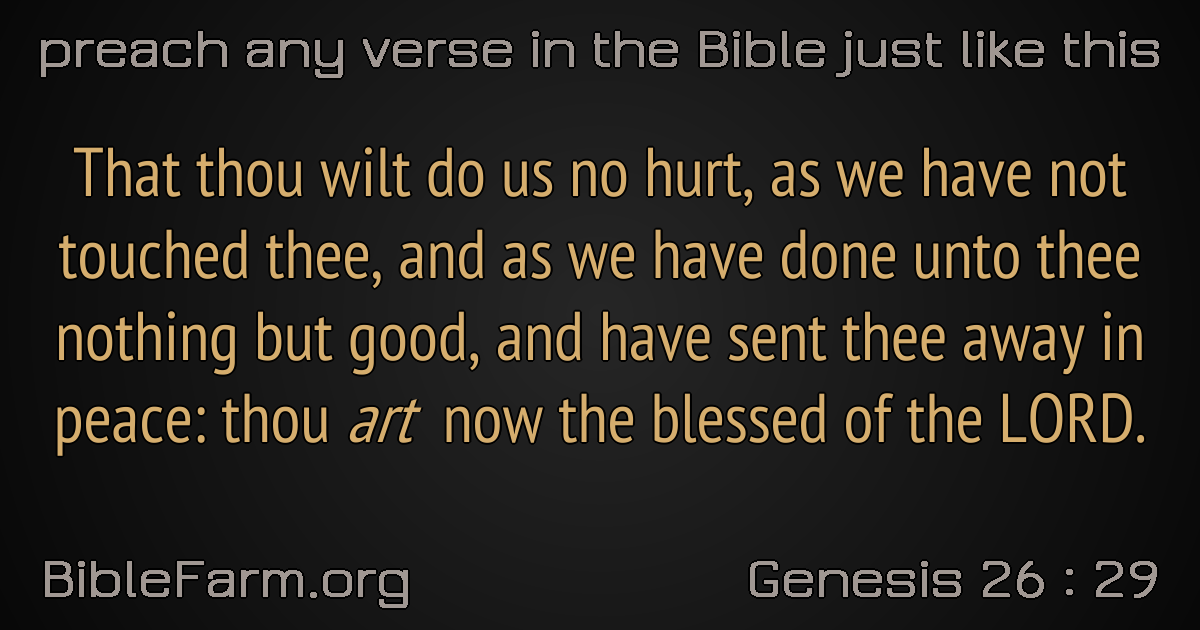 preach any verse in the Bible just like this
That thou wilt do us no hurt, as we have not
touched thee, and as we have done unto thee
nothing but good, and have sent thee away in
peace: thou art now the blessed of the LORD.
BibleFarm.org
Genesis 26 : 29